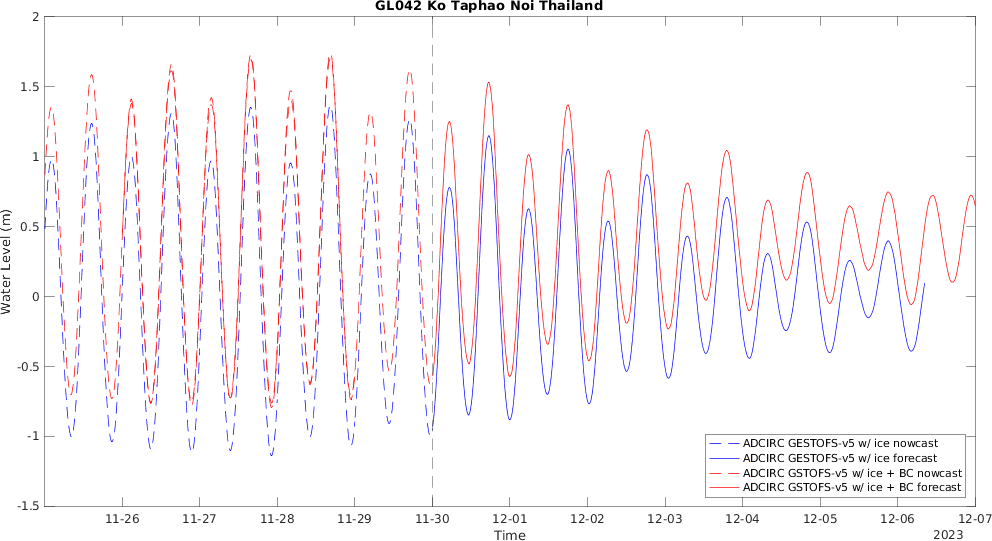 GL042 Ko Taphao Noi Thailand
2
1.5
1
0.5
0
-0.5
-1
-1.5
Water Level (m)
ADCIRC GESTOFS-v5 w/ ice nowcast
ADCIRC GESTOFS-v5 w/ ice forecast
ADCIRC GSTOFS-v5 w/ ice + BC nowcast
ADCIRC GSTOFS-v5 w/ ice + BC forecast
11-26 11-27 11-28 11-29 11-30 12-01 12-02 12-03 12-04 12-05 12-06 12-07
Time
2023